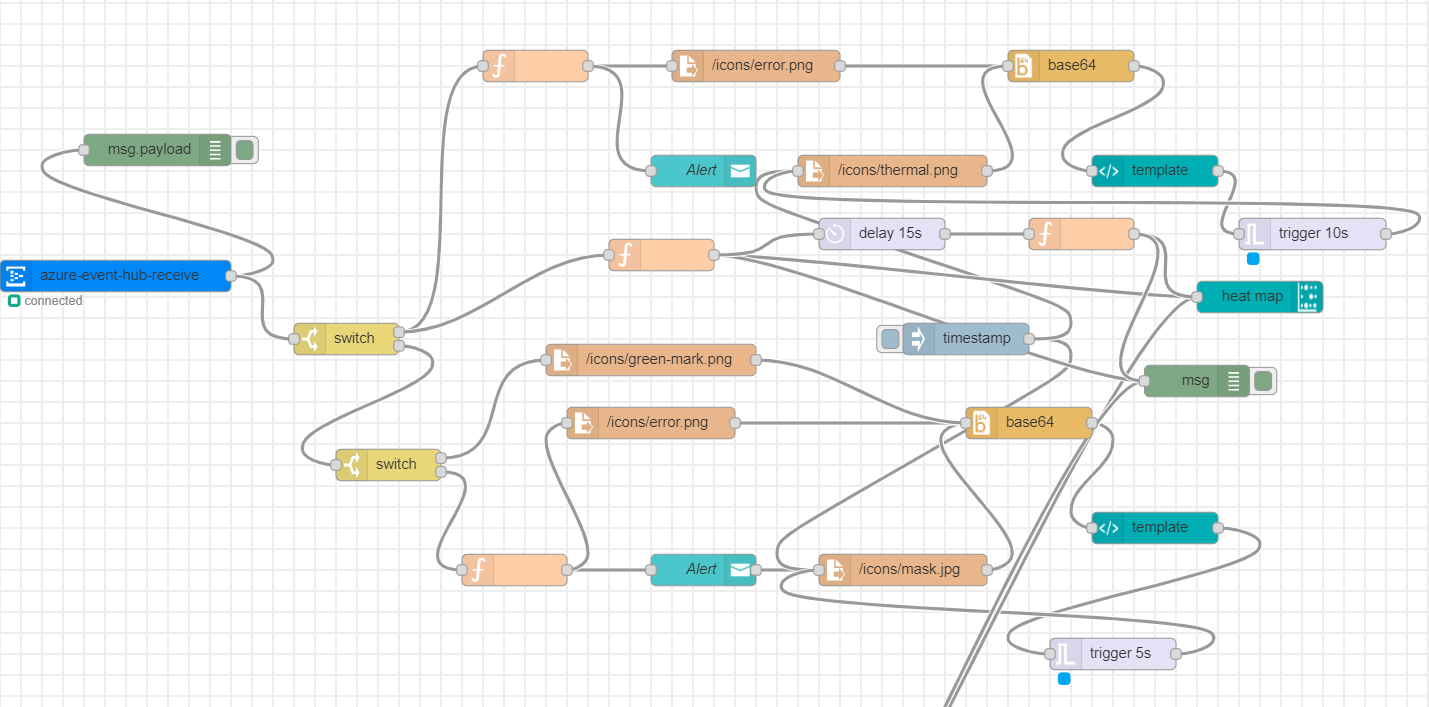 /icons/error.png
base64
msg.payload
Alert
/icons/thermal.png
template
delay 15s
trigger 10s
azure-event-hub-receive
connected
heat map
switch
timestamp
/icons/green-mark.png
msg
/icons/error.png
base64
switch
template
Alert
/icons/mask.jpg
trigger 5s